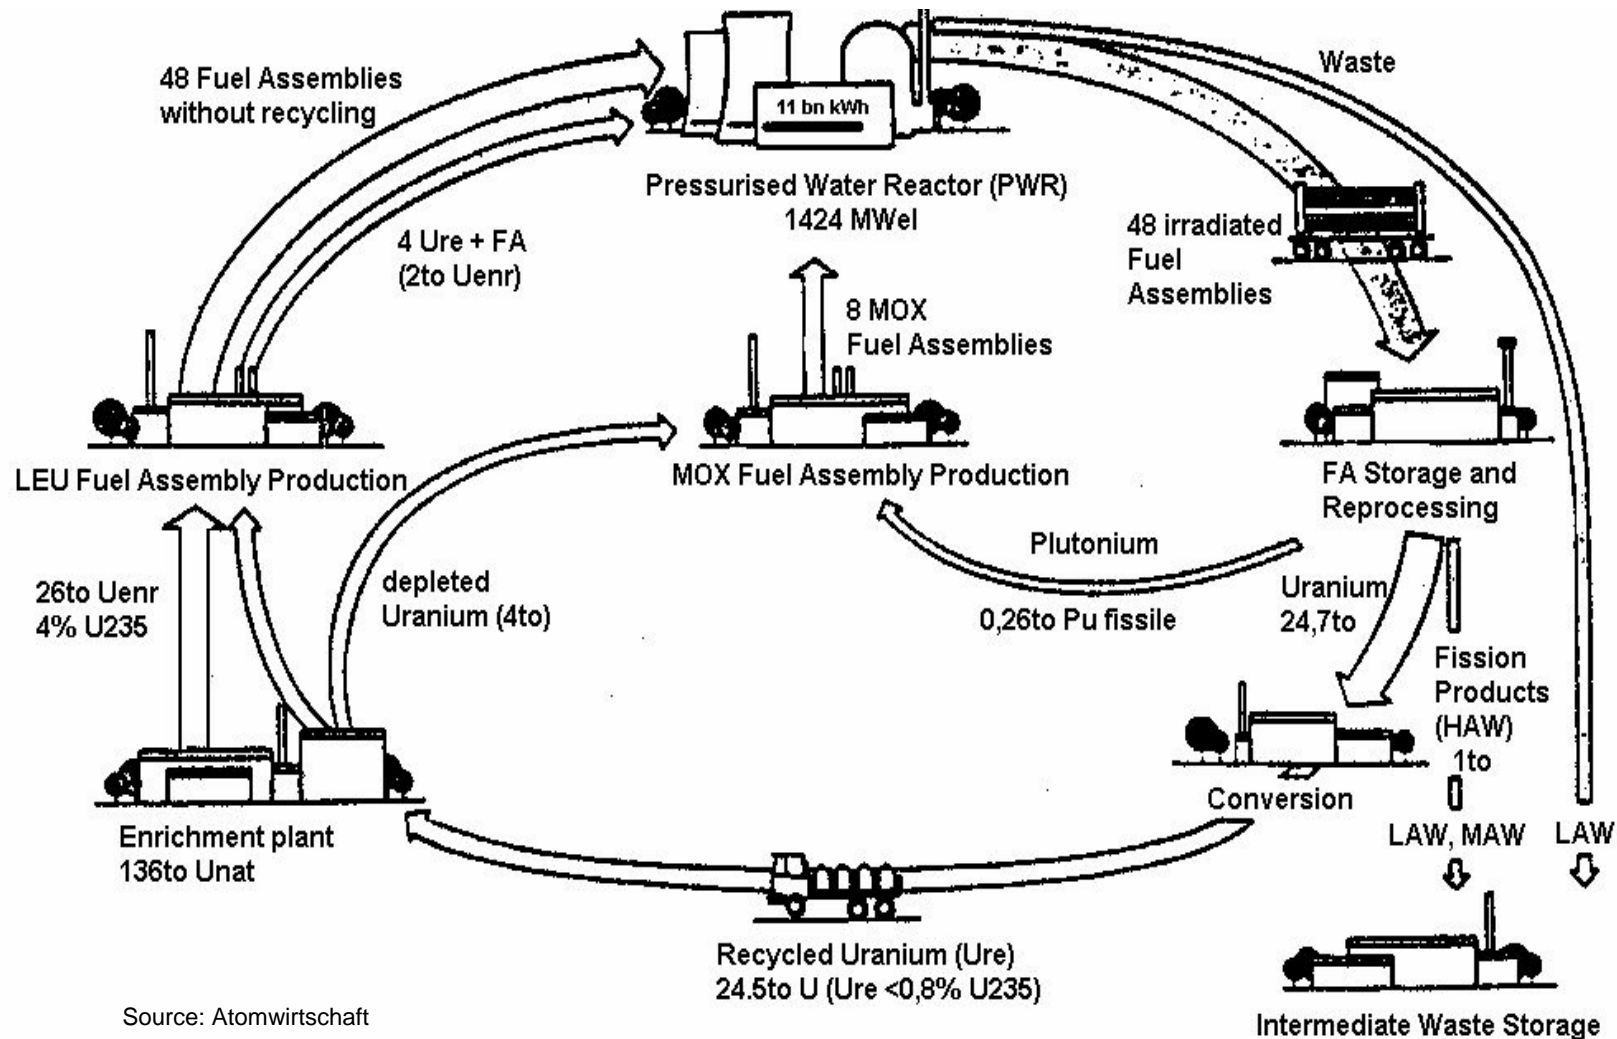 48 Fuel Assemblies
without recycling
11 bn kWh
Waste
Pressurised Water Reactor (PWR)
1424 MWel
4 Ure + FA
(2to Uenr)
48 irradiated
Fuel
Assemblies
8 MOX
Fuel Assemblies
LEU Fuel Assembly Production
MOX Fuel Assembly Production
FA Storage and
Reprocessing
26to Uenr
4% U235
depleted
Uranium (4to)
Plutonium
0,26to Pu fissile
Uranium
24,7to
Fission
Products
(HAW)
1to
Conversion
Enrichment plant
136to Unat
LAW, MAW
LAW
Recycled Uranium (Ure)
24.5to U (Ure <0,8% U235)
Source: Atomwirtschaft
Intermediate Waste Storage